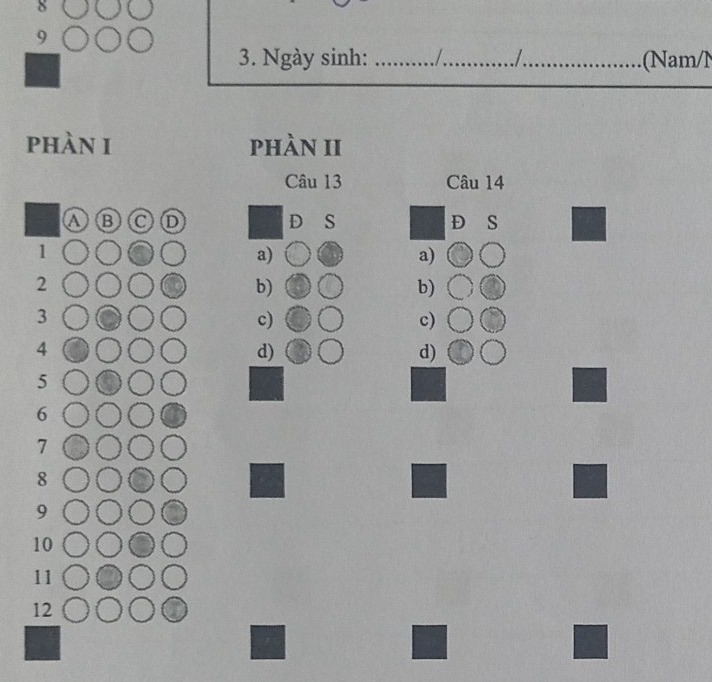 8
9
3. Ngày sinh: ........../............/....................(Nam/N
PHẦN I
PHẦN II
Câu 13
Câu 14
A B C D
Đ S
Đ S
1
a)
a)
2
b)
b)
3
c)
c)
4
d)
d)
5
6
7
8
9
10
11
12